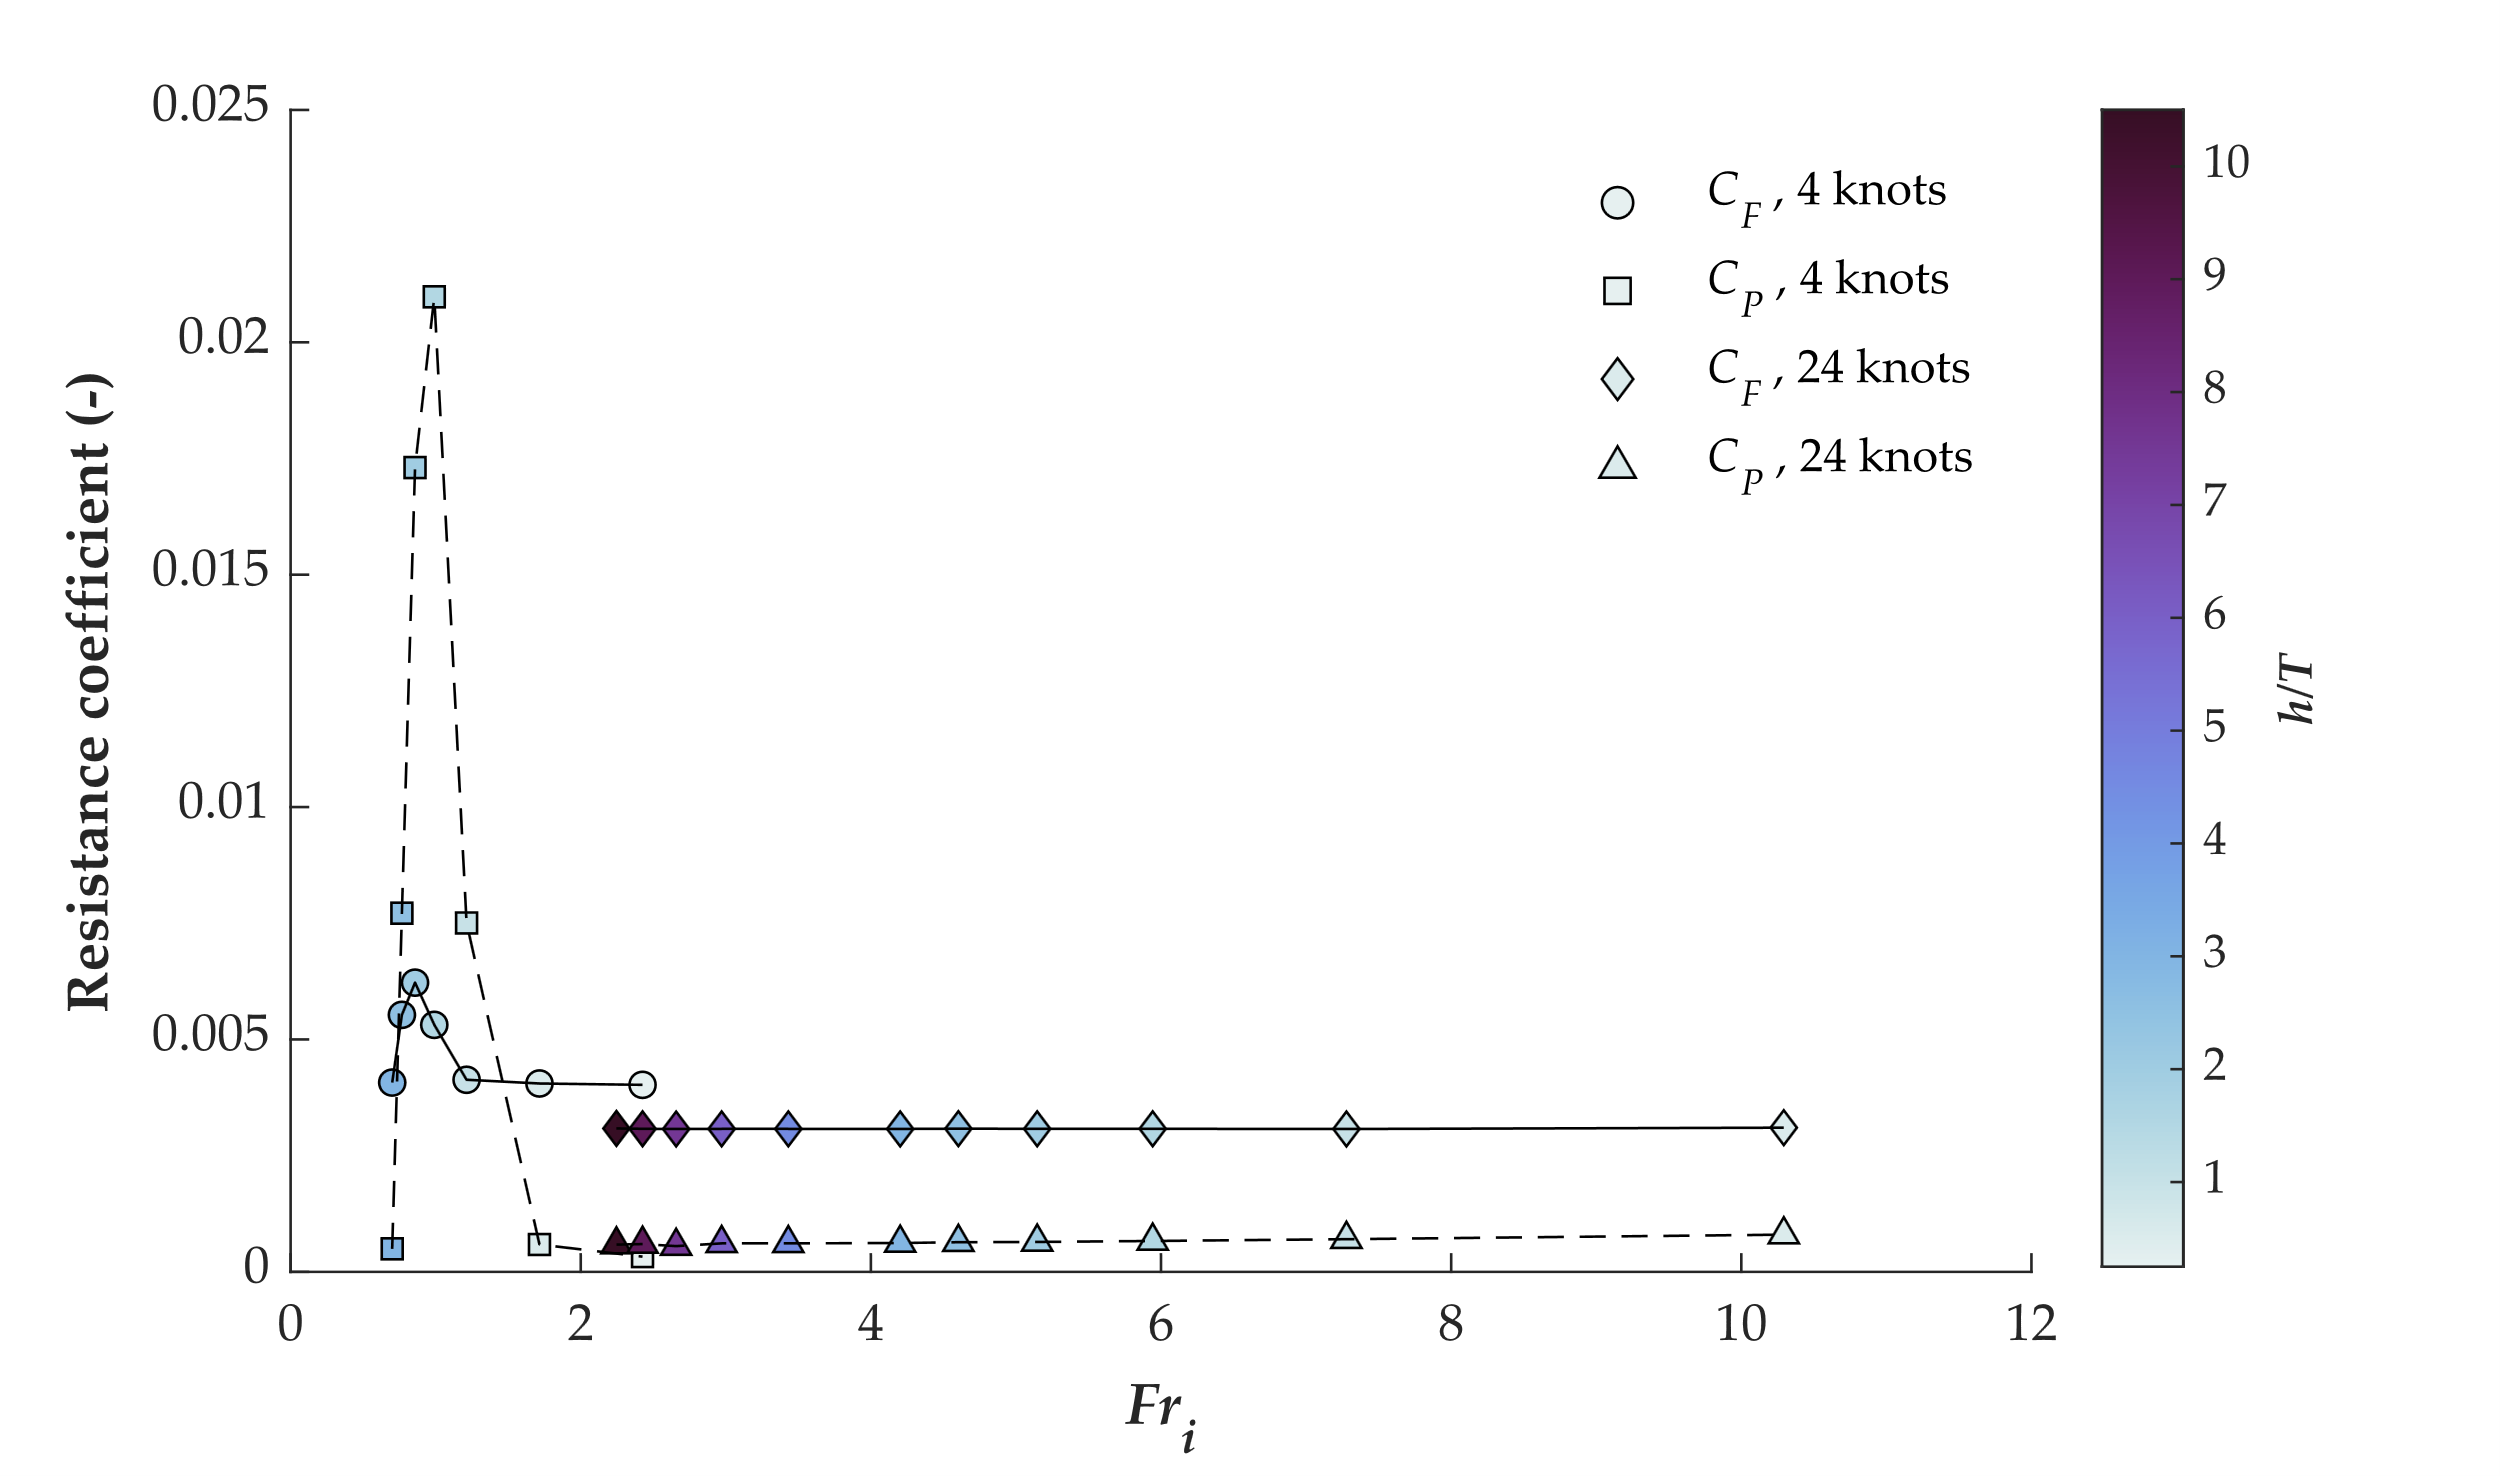 Resistance coefficient (-)
0.025
0.02
0.015
0.01
0.005
0
0 2 4 6 8 10 12
Fr_i
C_F, 4 knots
C_P, 4 knots
C_F, 24 knots
C_P, 24 knots
10
9
8
7
6
5
4
3
2
1
h/T